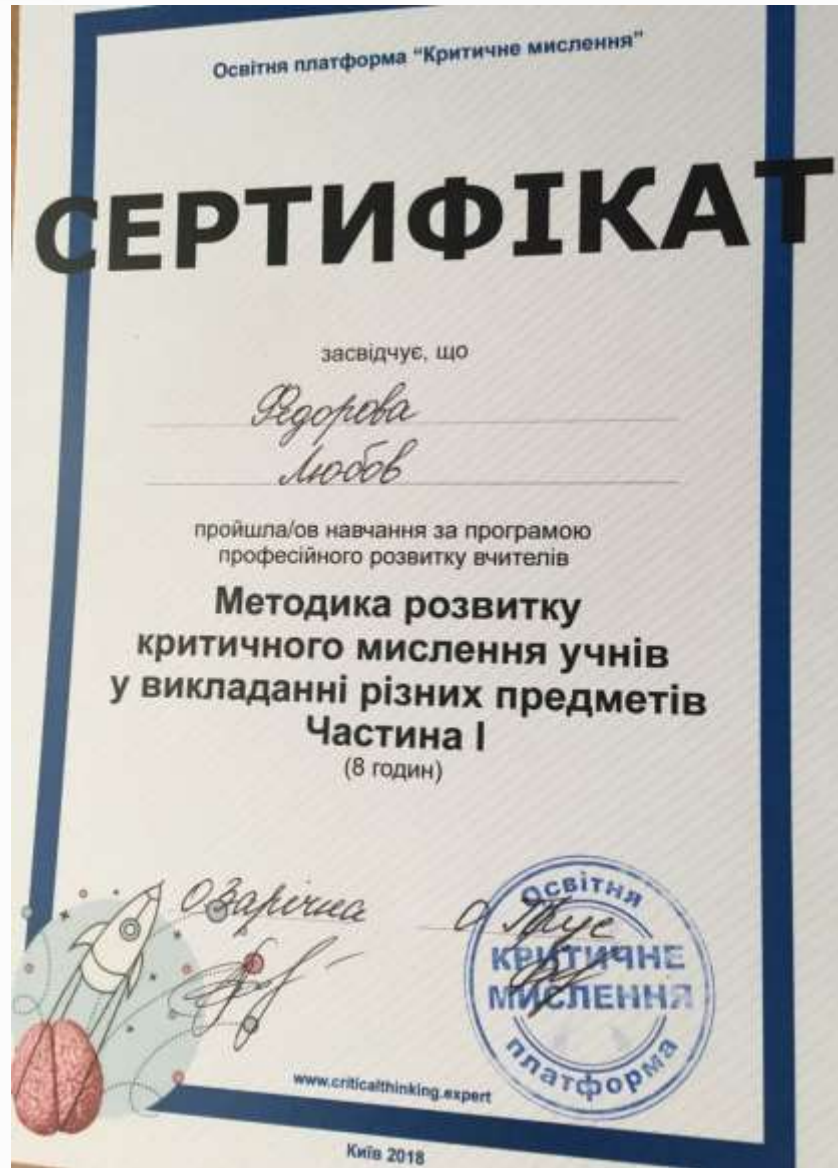 Освітня платформа “Критичне мислення”
СЕРТИФІКАТ
засвідчує, що
Федорова
Любов
пройшла/ов навчання за програмою
професійного розвитку вчителів
Методика розвитку
критичного мислення учнів
у викладанні різних предметів
Частина І
(8 годин)
О Зарічна
ОСВІТНЯ
КРИТИЧНЕ
МИСЛЕННЯ
платформа
www.criticalthinking.expert
Київ 2018